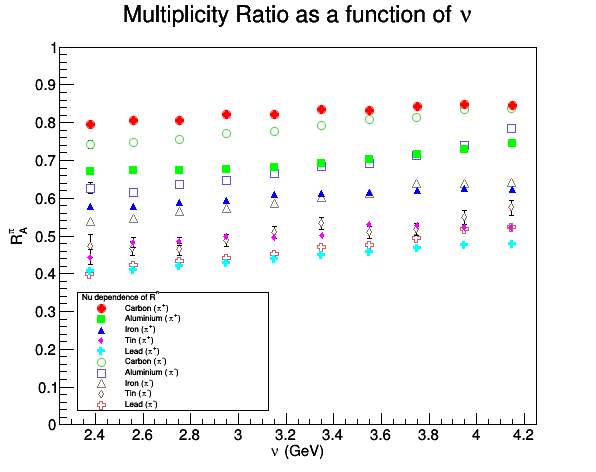 Multiplicity Ratio as a function of ν
1
0.9
0.8
0.7
0.6
0.5
0.4
0.3
0.2
0.1
0
R_A^π
Nu dependence of R^π
Carbon (π⁺)
Aluminium (π⁺)
Iron (π⁺)
Tin (π⁺)
Lead (π⁺)
Carbon (π⁻)
Aluminium (π⁻)
Iron (π⁻)
Tin (π⁻)
Lead (π⁻)
2.4 2.6 2.8 3 3.2 3.4 3.6 3.8 4 4.2
ν (GeV)